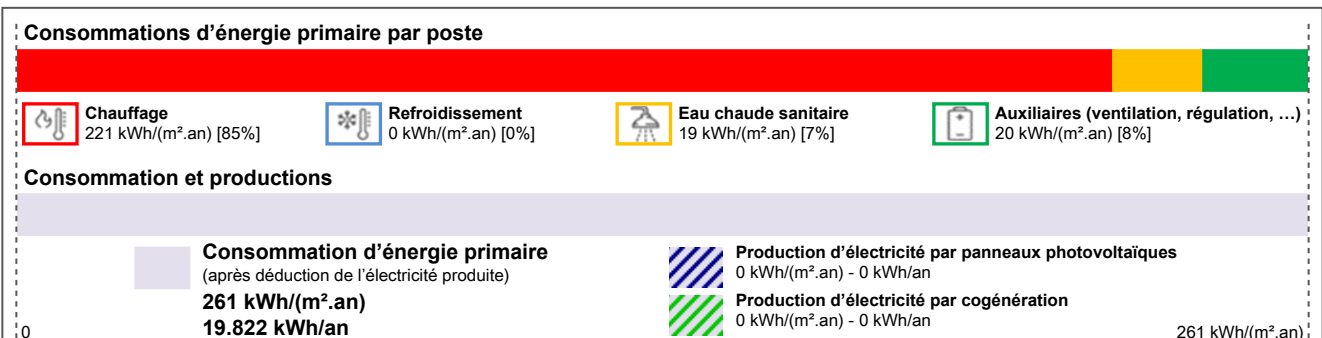 Consommations d’énergie primaire par poste
Chauffage
221 kWh/(m².an) [85%]
Refroidissement
0 kWh/(m².an) [0%]
Eau chaude sanitaire
19 kWh/(m².an) [7%]
Auxiliaires (ventilation, régulation, …)
20 kWh/(m².an) [8%]
Consommation et productions
Consommation d’énergie primaire
(après déduction de l’électricité produite)
261 kWh/(m².an)
19.822 kWh/an
Production d’électricité par panneaux photovoltaïques
0 kWh/(m².an) - 0 kWh/an
Production d’électricité par cogénération
0 kWh/(m².an) - 0 kWh/an
0
261 kWh/(m².an)